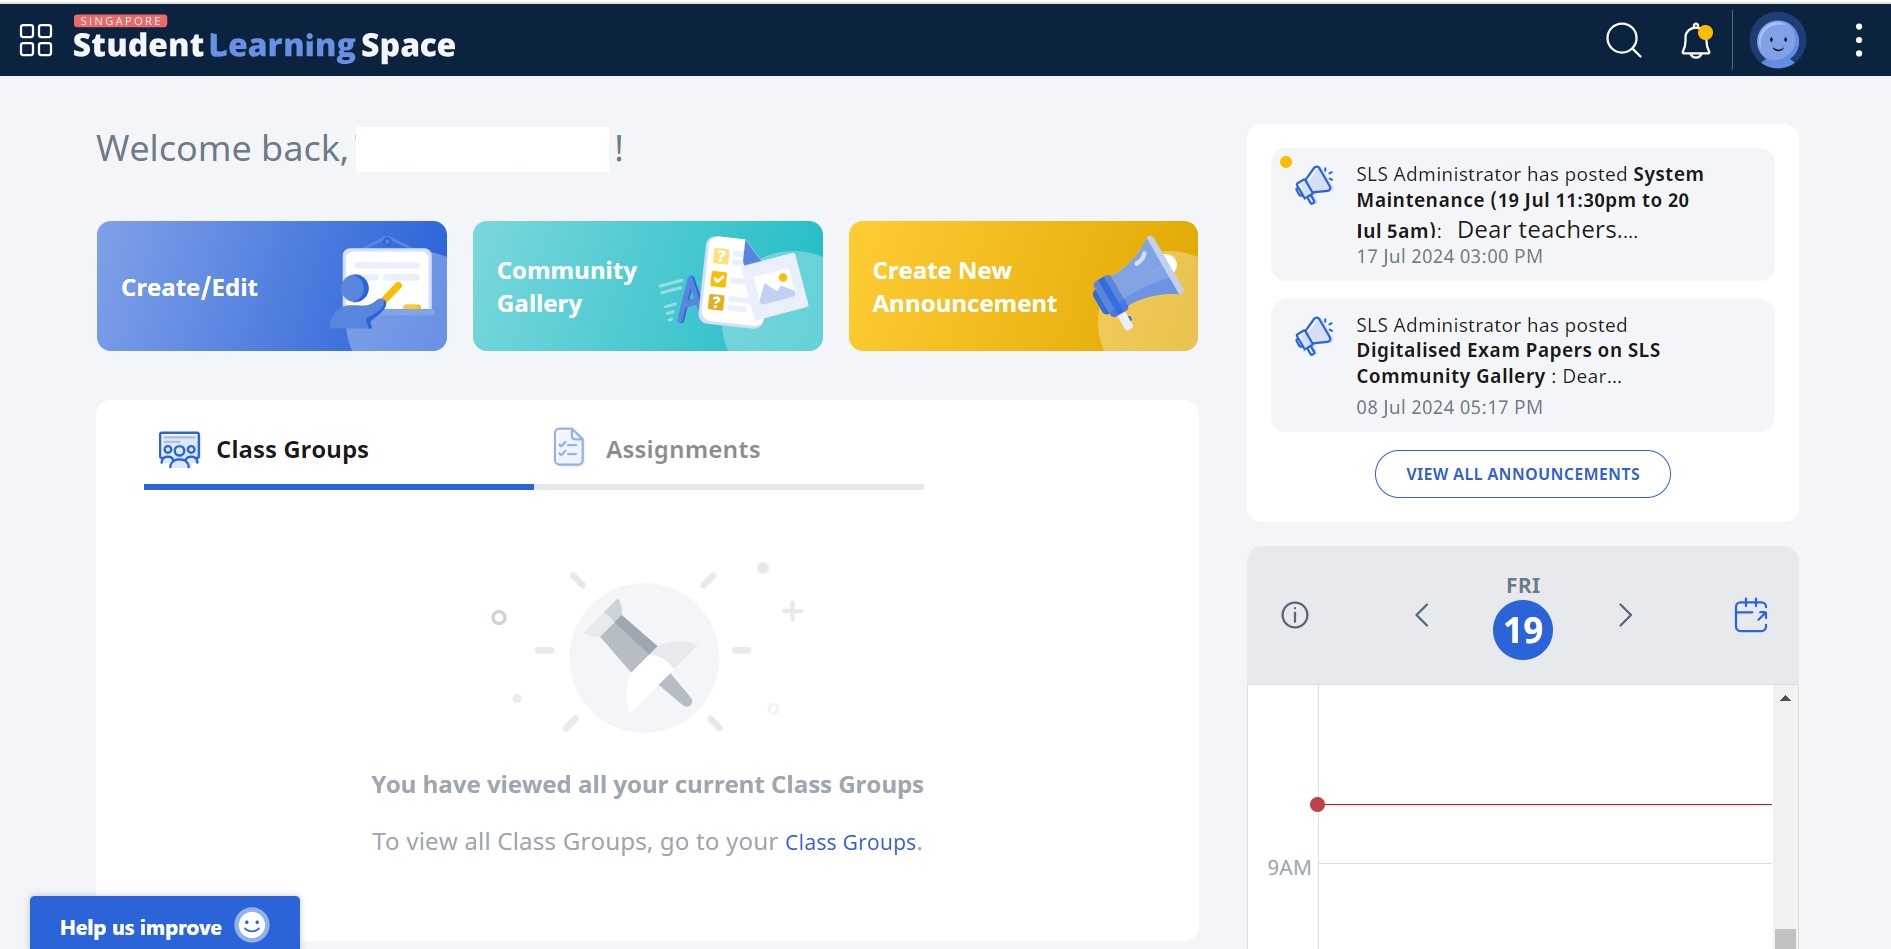 SINGAPORE
Student Learning Space
Welcome back, !
Create/Edit
Community
Gallery
Create New
Announcement
Class Groups
Assignments
You have viewed all your current Class Groups
To view all Class Groups, go to your Class Groups.
Help us improve
SLS Administrator has posted System
Maintenance (19 Jul 11:30pm to 20
Jul 5am): Dear teachers....
17 Jul 2024 03:00 PM
SLS Administrator has posted
Digitalised Exam Papers on SLS
Community Gallery : Dear...
08 Jul 2024 05:17 PM
VIEW ALL ANNOUNCEMENTS
FRI
19
9AM